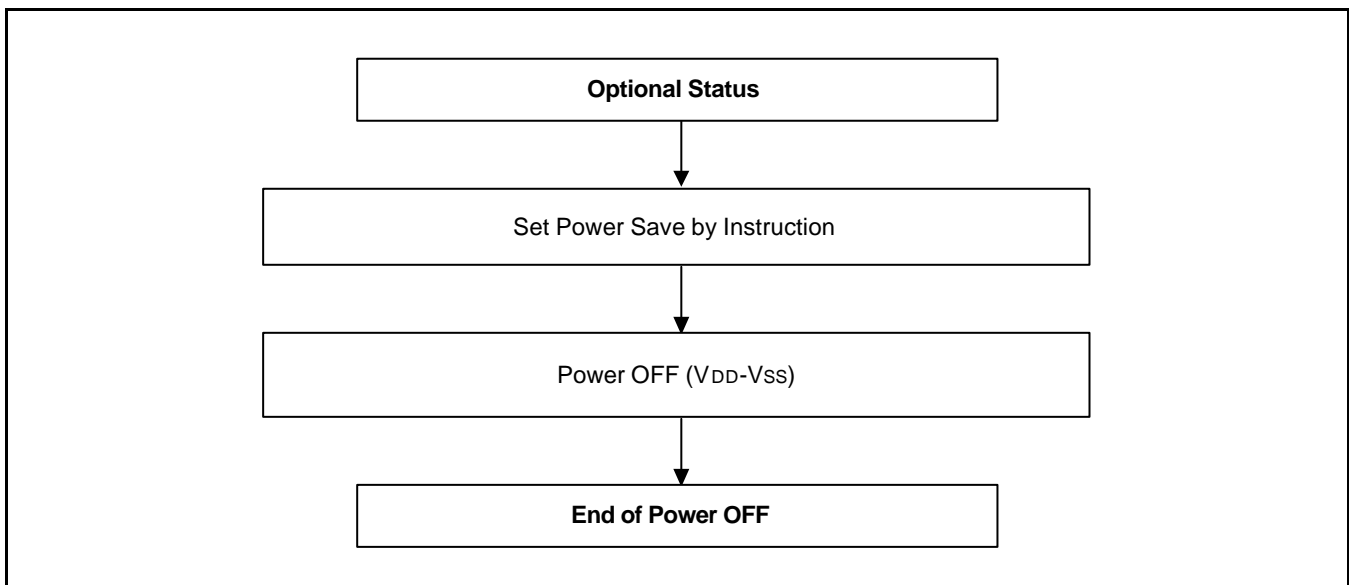 Optional Status
Set Power Save by Instruction
Power OFF (VDD-VSS)
End of Power OFF